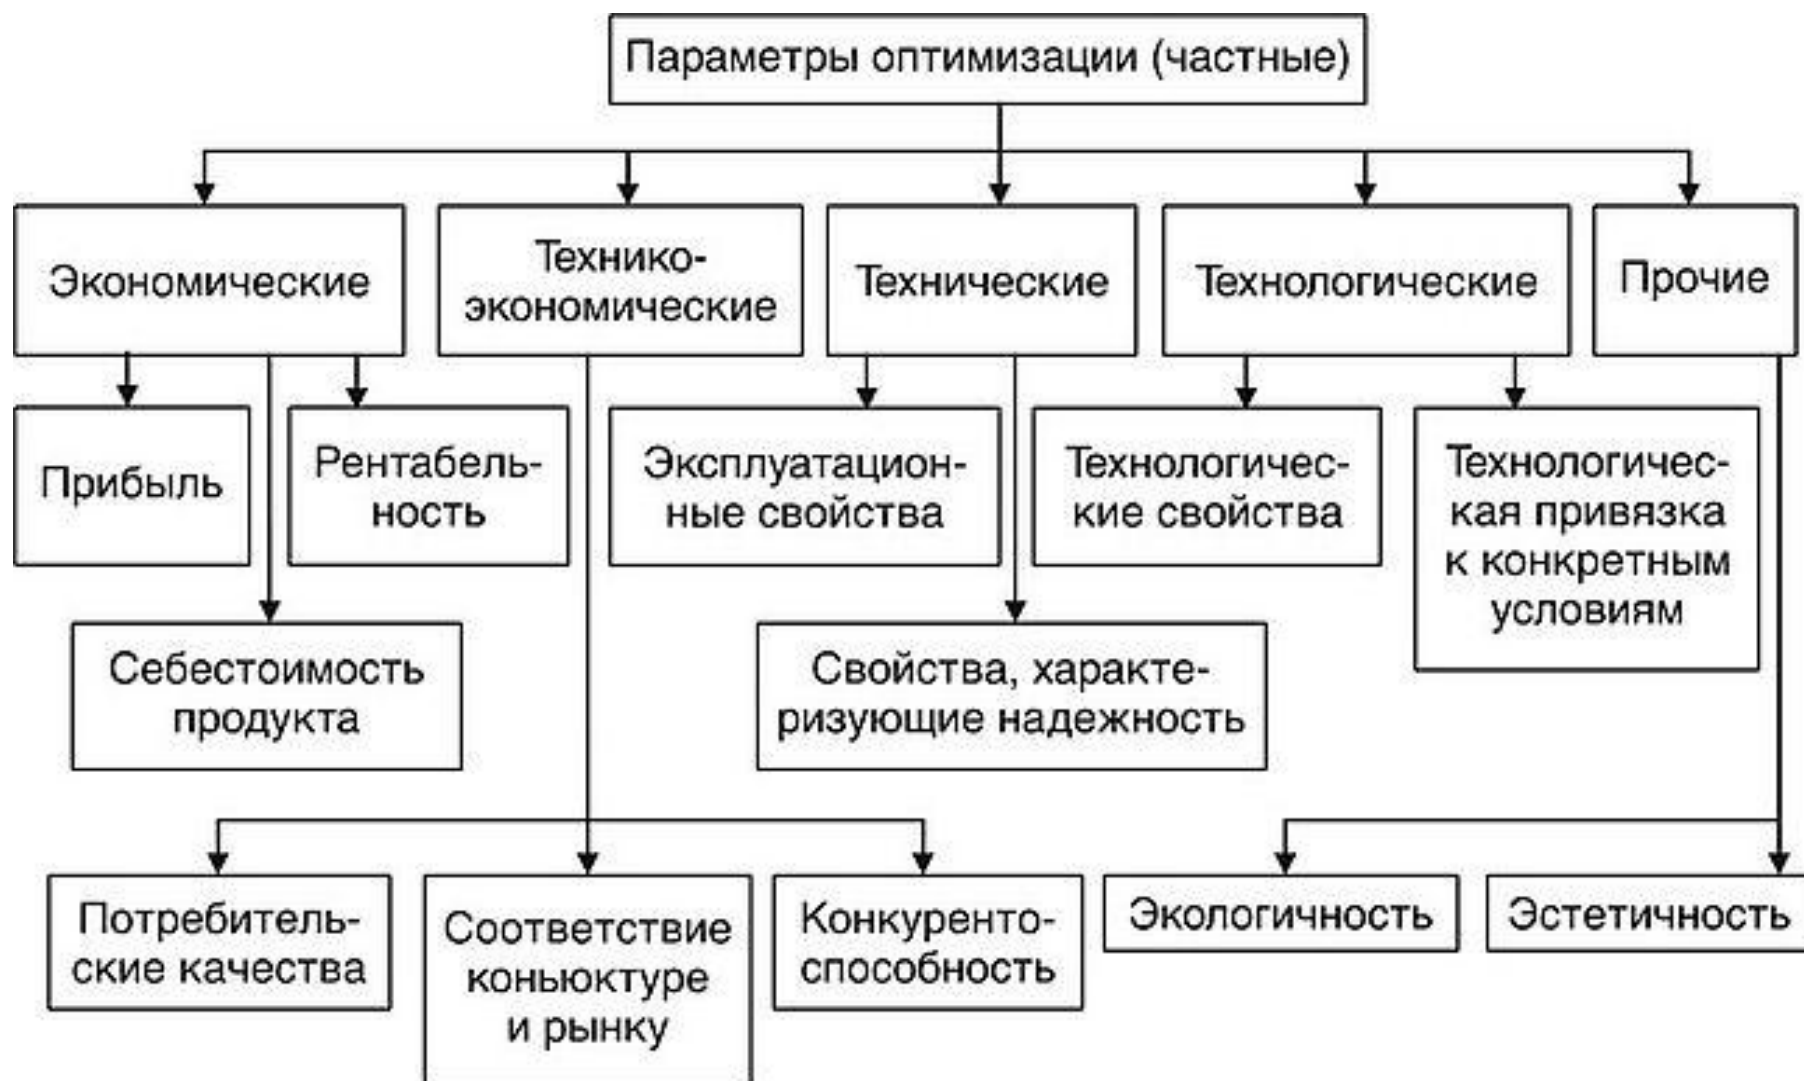 Параметры оптимизации (частные)
Экономические
Технико-
экономические
Технические
Технологические
Прочие
Прибыль
Рентабель-
ность
Эксплуатацион-
ные свойства
Технологичес-
кие свойства
Технологичес-
кая привязка
к конкретным
условиям
Себестоимость
продукта
Свойства, характе-
ризующие надежность
Потребитель-
ские качества
Соответствие
коньюктуре
и рынку
Конкуренто-
способность
Экологичность
Эстетичность